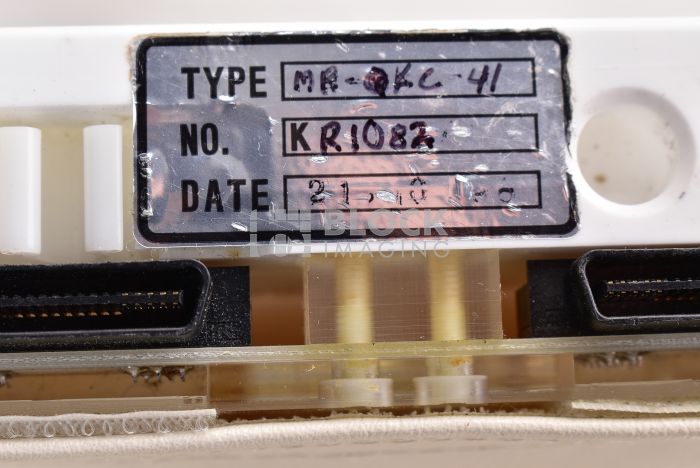 TYPE MR-QKC-41
NO. KR1082
DATE
BLOCK
IMAGING